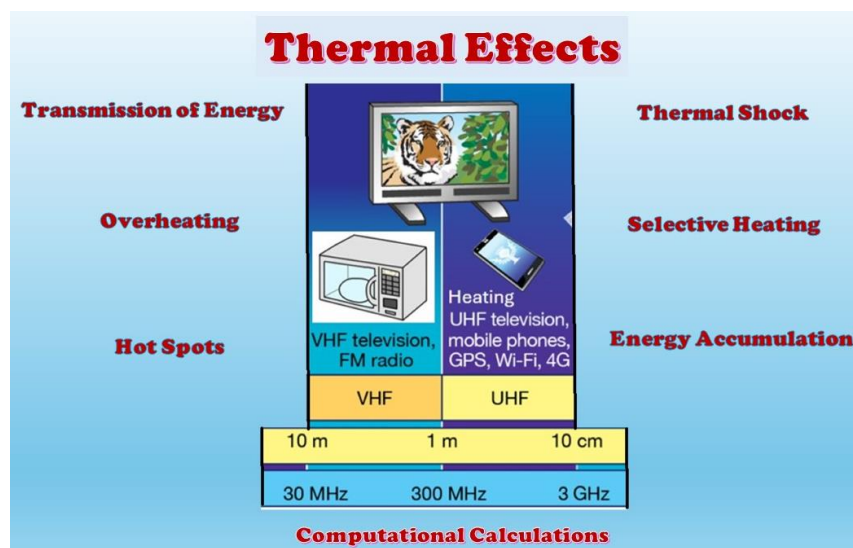 Thermal Effects
Transmission of Energy
Thermal Shock
Overheating
Selective Heating
Hot Spots
Energy Accumulation
VHF television,
FM radio
Heating
UHF television,
mobile phones,
GPS, Wi-Fi, 4G
VHF UHF
10 m 1 m 10 cm
30 MHz 300 MHz 3 GHz
Computational Calculations